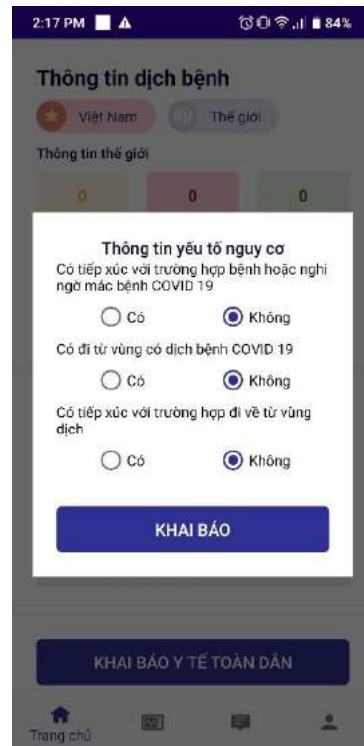 2:17 PM 84%
Thông tin dịch bệnh
Việt Nam Thế giới
Thông tin thế giới
0 0 0
Thông tin yếu tố nguy cơ
Có tiếp xúc với trường hợp bệnh hoặc nghi
ngờ mắc bệnh COVID 19
Có Không
Có đi từ vùng có dịch bệnh COVID 19
Có Không
Có tiếp xúc với trường hợp đi về từ vùng
dịch
Có Không
KHAI BÁO
KHAI BÁO Y TẾ TOÀN DÂN
Trang chủ